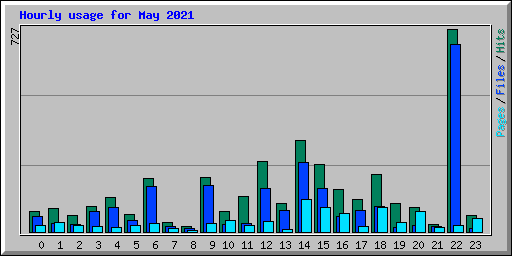 Hourly usage for May 2021
727
Pages / Files / Hits
0 1 2 3 4 5 6 7 8 9 10 11 12 13 14 15 16 17 18 19 20 21 22 23